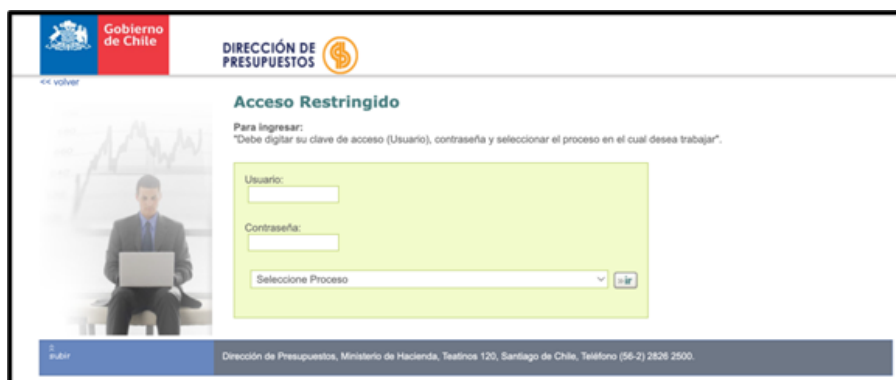 Gobierno
de Chile
DIRECCIÓN DE
PRESUPUESTOS
<< volver
Acceso Restringido
Para ingresar:
"Debe digitar su clave de acceso (Usuario), contraseña y seleccionar el proceso en el cual desea trabajar".
Usuario:
Contraseña:
Seleccione Proceso
ir
subir
Dirección de Presupuestos, Ministerio de Hacienda, Teatinos 120, Santiago de Chile, Teléfono (56-2) 2826 2500.